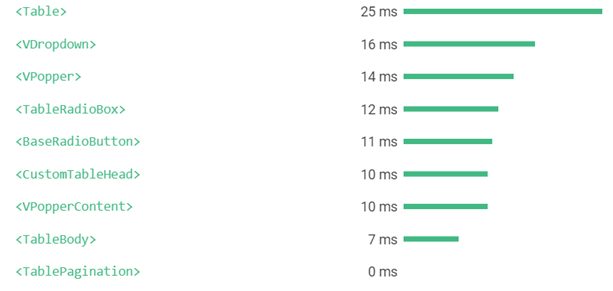 <Table> 25 ms
<VDropdown> 16 ms
<VPopper> 14 ms
<TableRadioBox> 12 ms
<BaseRadioButton> 11 ms
<CustomTableHead> 10 ms
<VPopperContent> 10 ms
<TableBody> 7 ms
<TablePagination> 0 ms